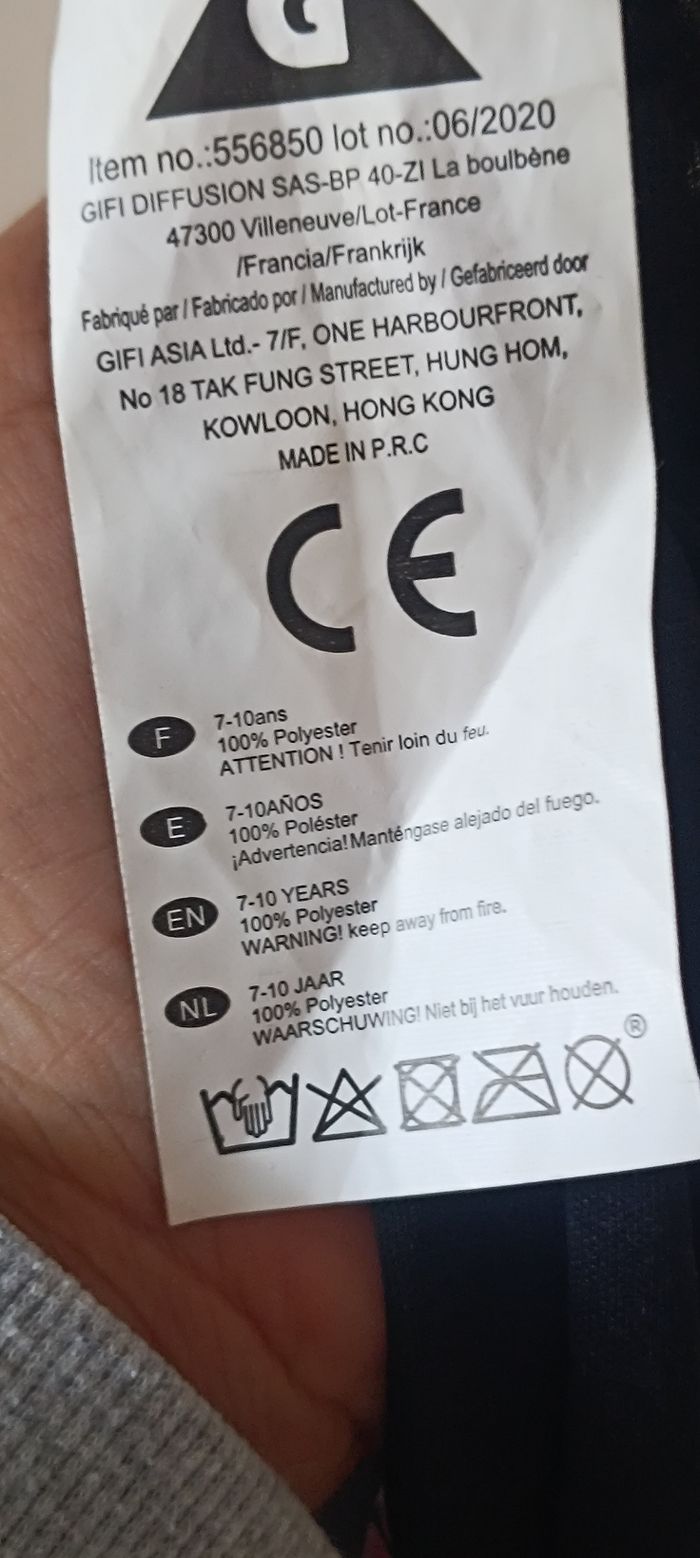 G
Item no.:556850 lot no.:06/2020
GIFI DIFFUSION SAS-BP 40-ZI La boulbène
47300 Villeneuve/Lot-France
/Francia/Frankrijk
Fabriqué par / Fabricado por / Manufactured by / Gefabriceerd door
GIFI ASIA Ltd.- 7/F, ONE HARBOURFRONT,
No 18 TAK FUNG STREET, HUNG HOM,
KOWLOON, HONG KONG
MADE IN P.R.C
CE
F
7-10ans
100% Polyester
ATTENTION ! Tenir loin du feu.
E
7-10AÑOS
100% Poléster
¡Advertencia! Manténgase alejado del fuego.
EN
7-10 YEARS
100% Polyester
WARNING! keep away from fire.
NL
7-10 JAAR
100% Polyester
WAARSCHUWING! Niet bij het vuur houden.
®